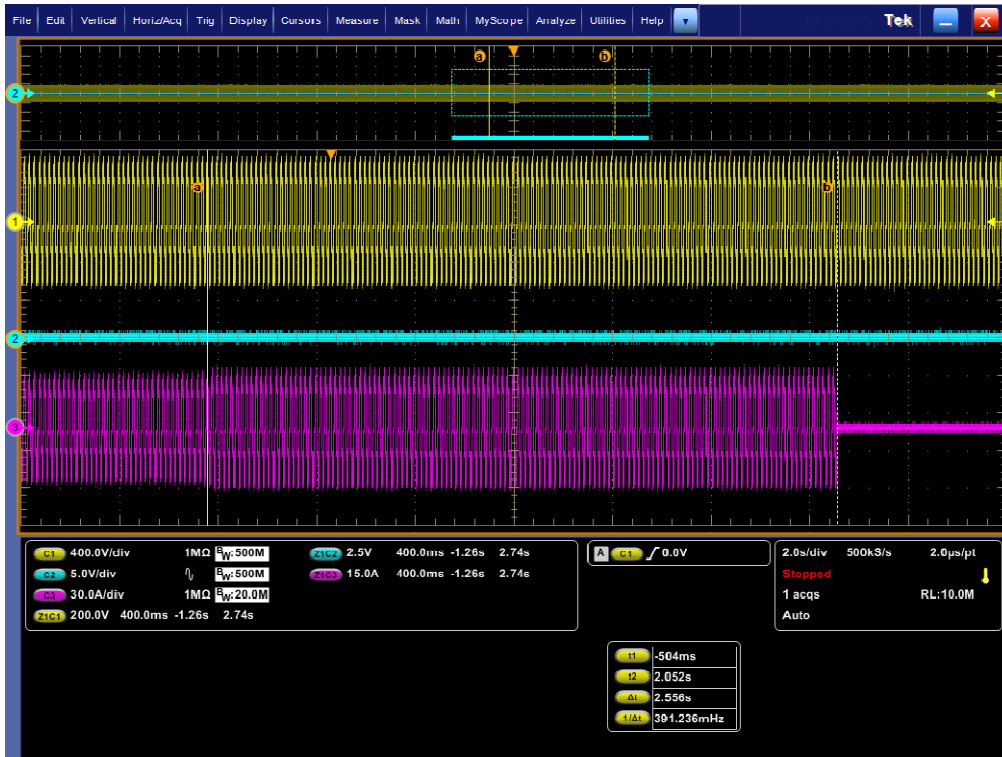 File Edit Vertical Horiz/Acq Trig Display Cursors Measure Mask Math MyScope Analyze Utilities Help Tek X
a b
2
a b
1
2
3
C1 400.0V/div 1MΩ BW:500M
C2 5.0V/div BW:500M
C3 30.0A/div 1MΩ BW:20.0M
Z1C1 200.0V 400.0ms -1.26s 2.74s
Z1C2 2.5V 400.0ms -1.26s 2.74s
Z1C3 15.0A 400.0ms -1.26s 2.74s
A C1 0.0V
2.0s/div 500kS/s 2.0µs/pt
Stopped
1 acqs RL:10.0M
Auto
t1 -504ms
t2 2.052s
Δt 2.556s
1/Δt 391.236mHz